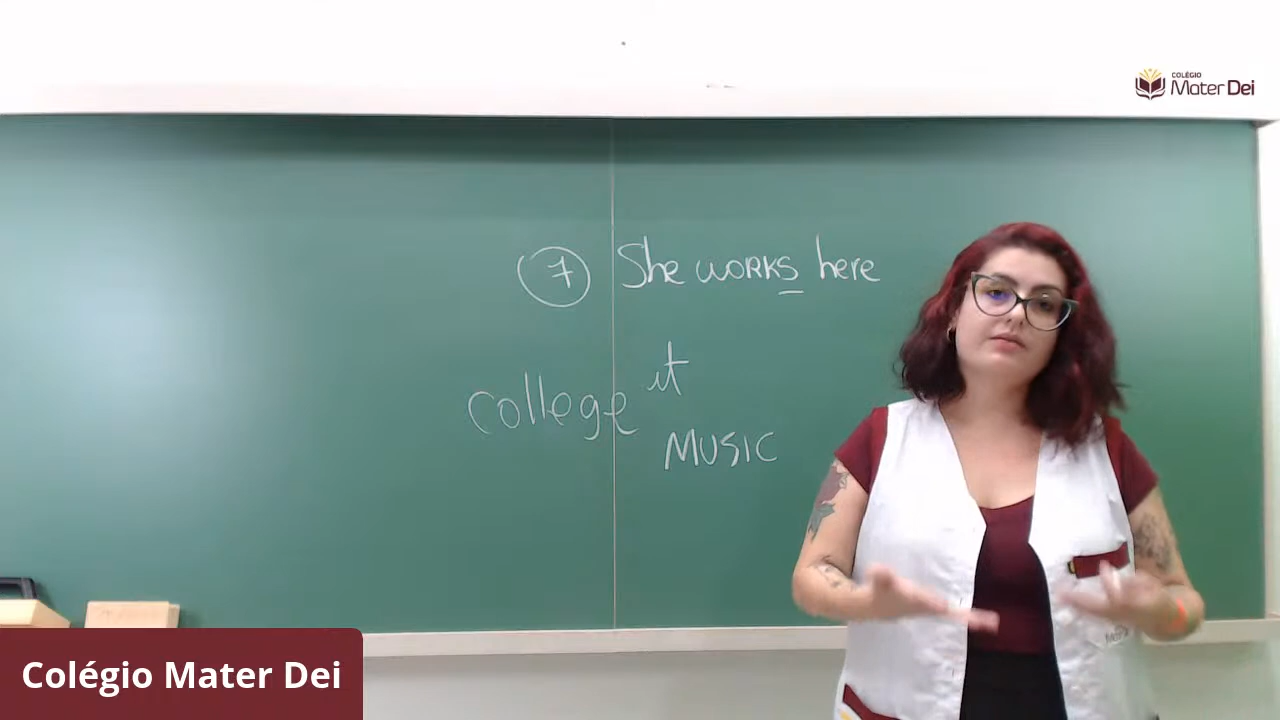 COLÉGIO
Mater Dei
7 She works here
it
college
MUSIC
Colégio Mater Dei